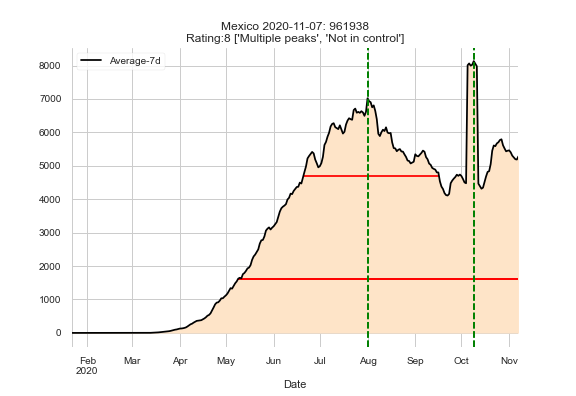 Mexico 2020-11-07: 961938
Rating:8 ['Multiple peaks', 'Not in control']
Average-7d
8000
7000
6000
5000
4000
3000
2000
1000
0
Feb Mar Apr May Jun Jul Aug Sep Oct Nov
2020
Date